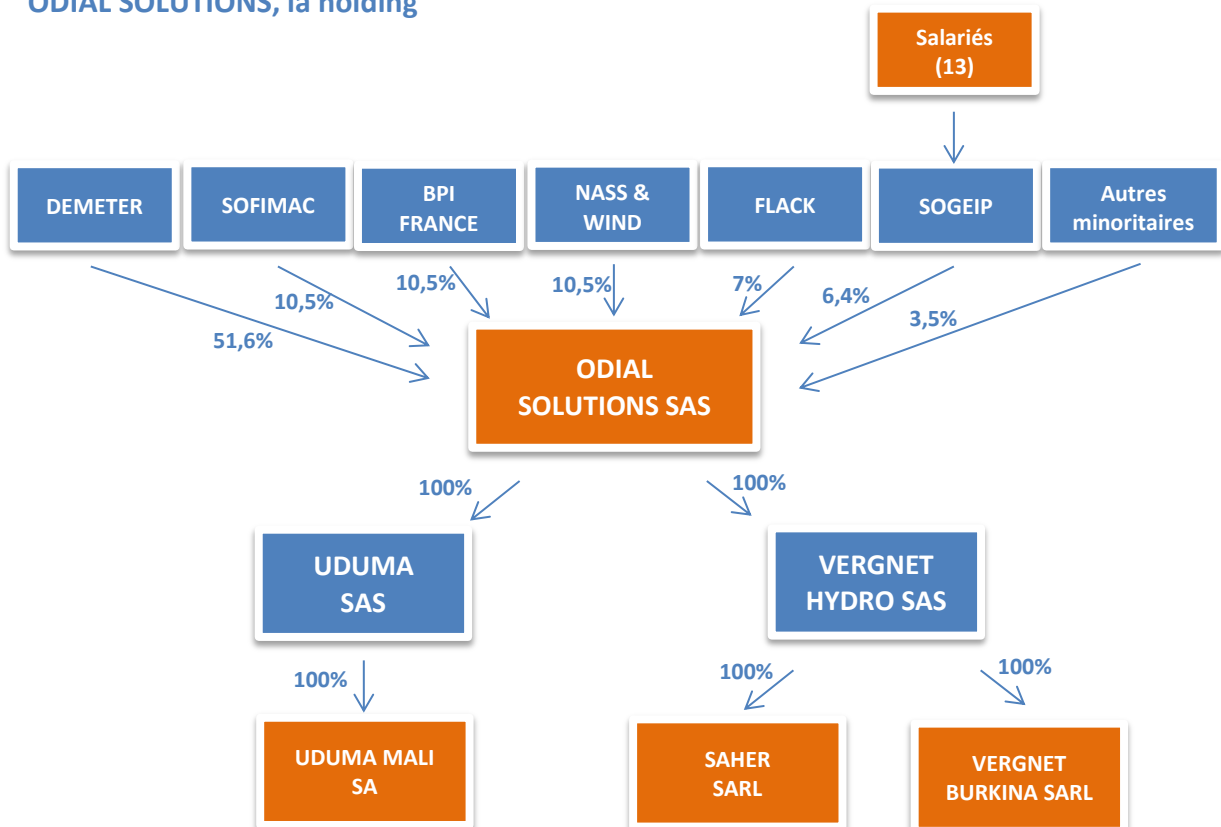 ODIAL SOLUTIONS, la holding
Salariés
(13)
DEMETER
SOFIMAC
BPI
FRANCE
NASS &
WIND
FLACK
SOGEIP
Autres
minoritaires
51,6%
10,5%
10,5%
10,5%
7%
6,4%
3,5%
ODIAL
SOLUTIONS SAS
100%
100%
UDUMA
SAS
VERGNET
HYDRO SAS
100%
100%
100%
UDUMA MALI
SA
SAHER
SARL
VERGNET
BURKINA SARL